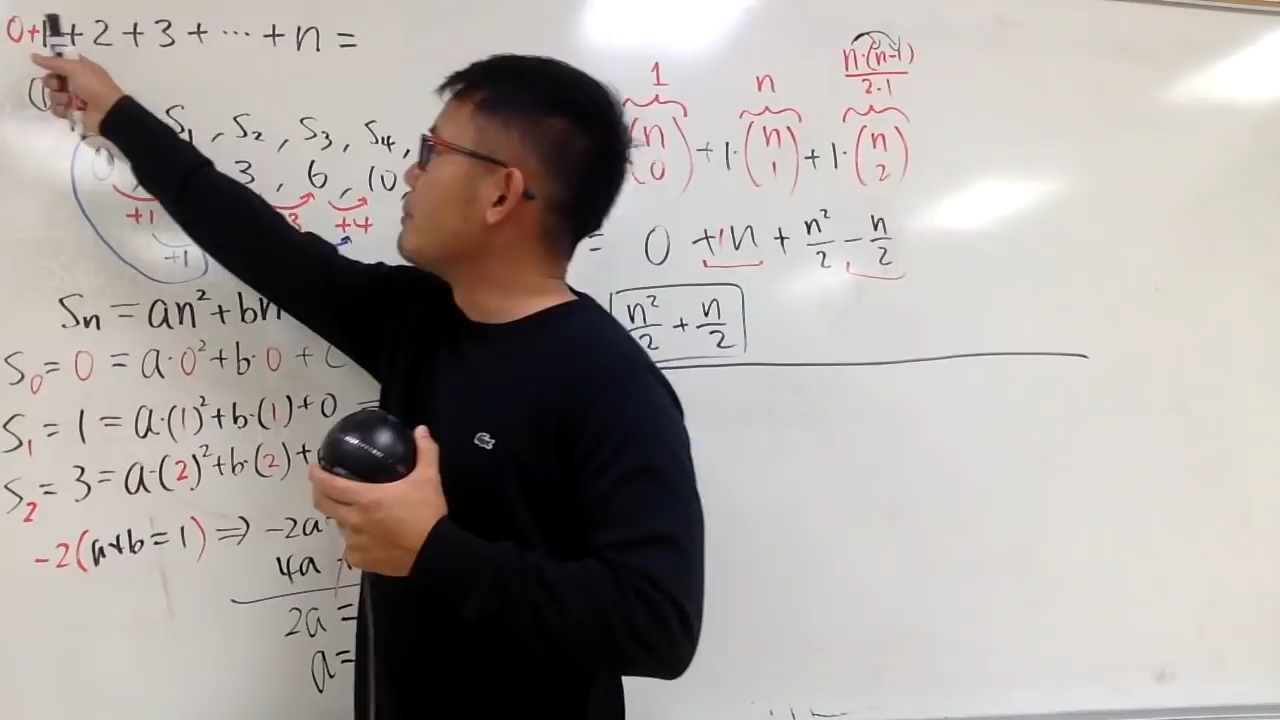 0+1+2+3+⋯+n=
S₁, S₂, S₃, S₄,
0, 3, 6, 10
+1 3 +4
+1
Sₙ = an²+bn
S₀ = 0 = a·0²+b·0+C
S₁ = 1 = a·(1)²+b·(1)+0 =
S₂ = 3 = a·(2)²+b·(2)+
-2(a+b=1) ⇒ -2a
4a
2a =
a=
1 n n·(n-1)/2·1
(n 0) + 1·(n 1) + 1·(n 2)
= 0 +1n + n²/2 - n/2
n²/2 + n/2